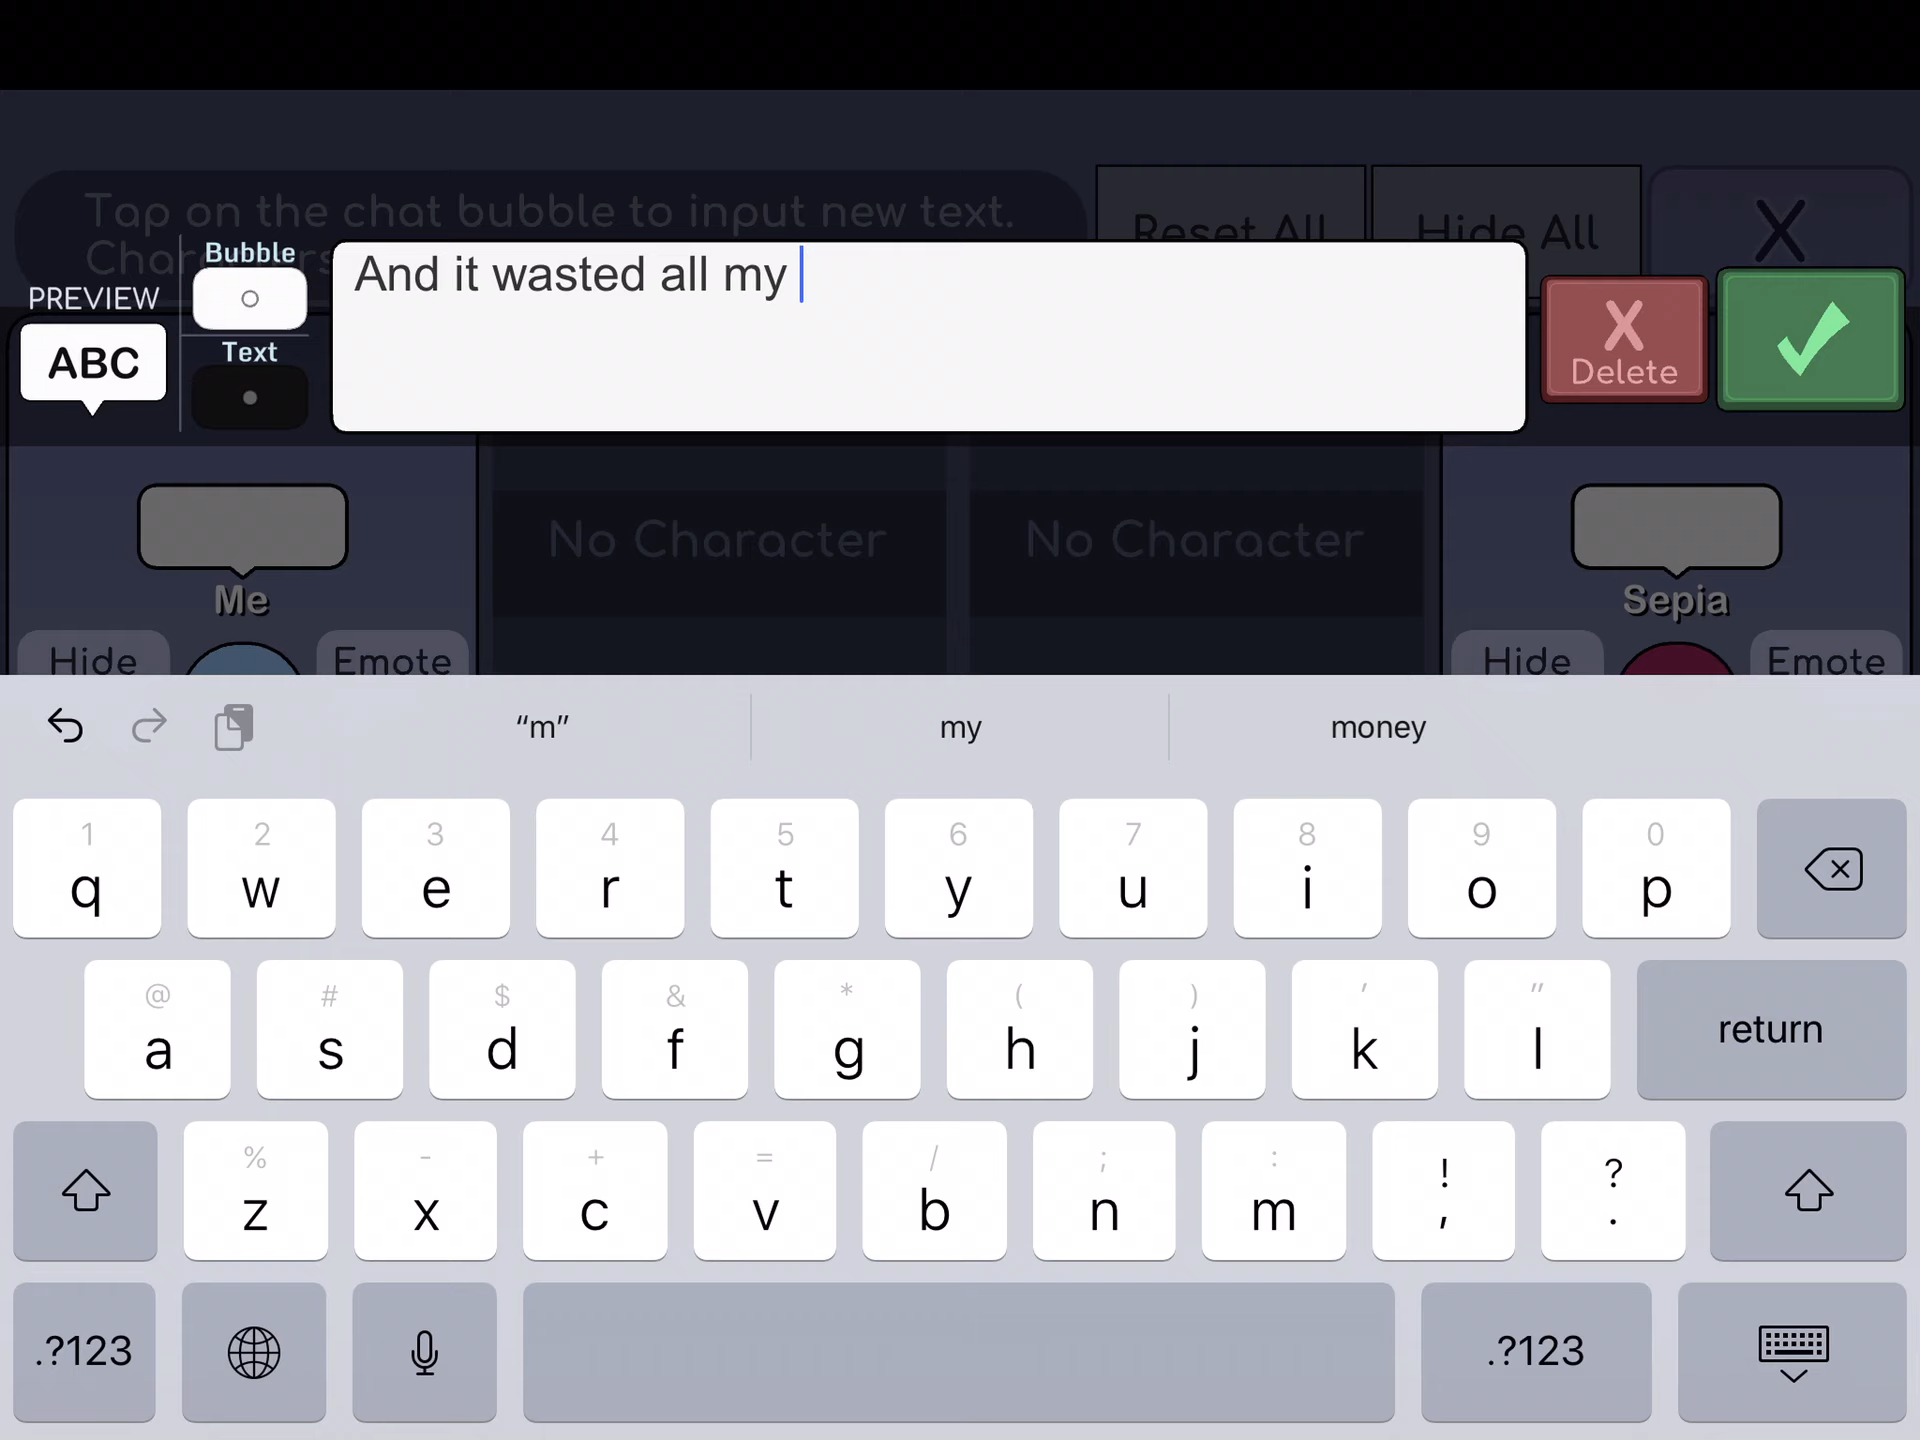 Tap on the chat bubble to input new text.
Characters
Reset All
Hide All
X
Bubble
PREVIEW
ABC
Text
And it wasted all my
X
Delete
No Character
No Character
Me
Sepia
Hide
Emote
Hide
Emote
“m”
my
money
1 2 3 4 5 6 7 8 9 0
q w e r t y u i o p
@ # $ & * ( ) ' "
a s d f g h j k l
return
% - + = / ; : ! ?
z x c v b n m , .
.?123
.?123